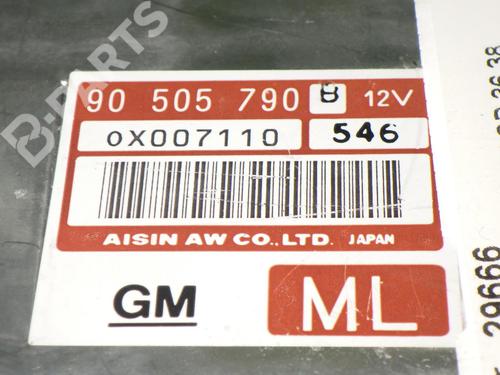 B-PARTS
90 505 790 B 12V
0X007110 546
AISIN AW CO.,LTD. JAPAN
GM ML
29666